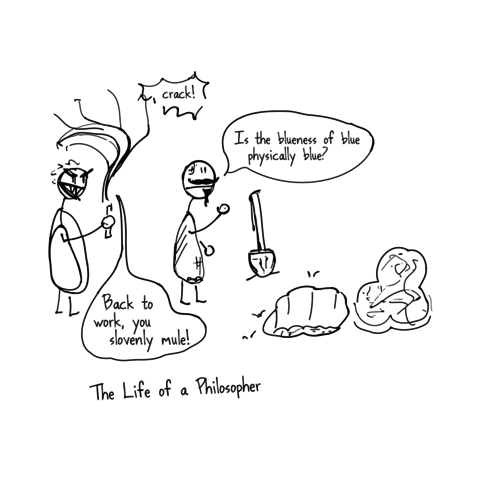 crack!
Is the blueness of blue
physically blue?
Back to
work, you
slovenly mule!
The Life of a Philosopher